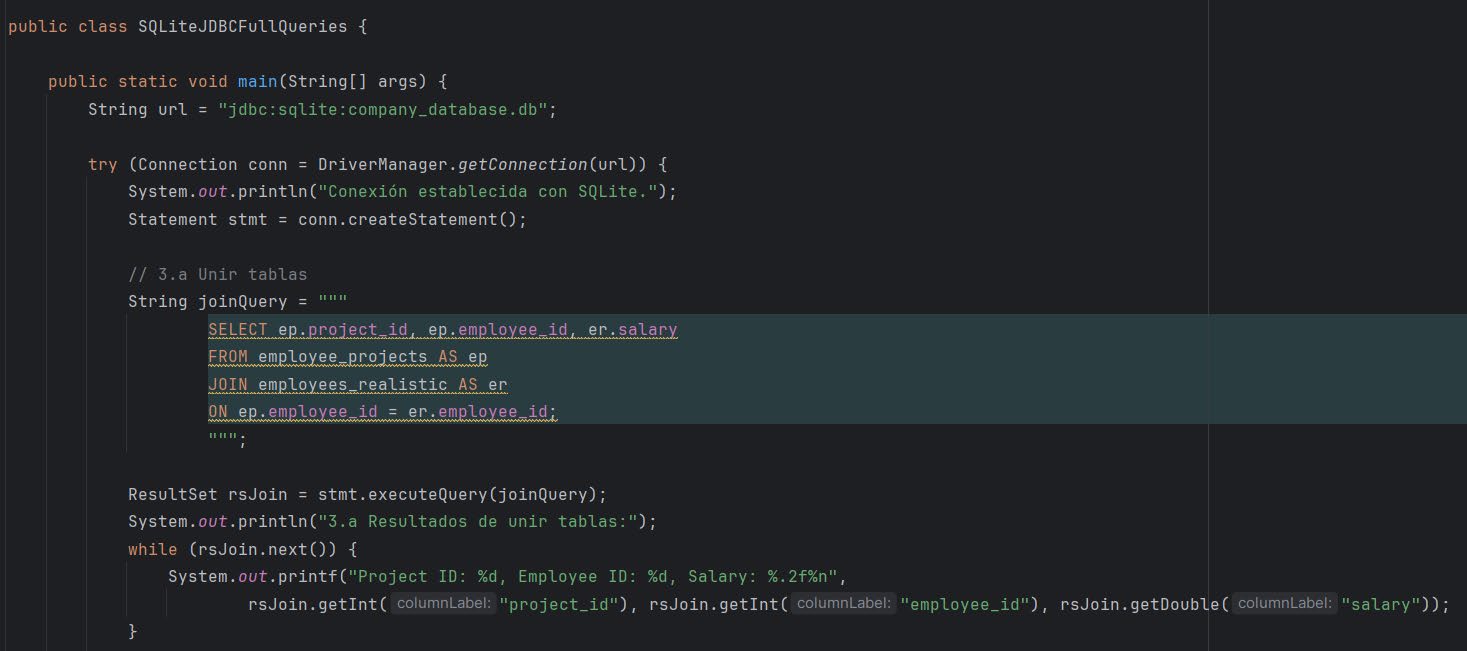 public class SQLiteJDBCFullQueries {
public static void main(String[] args) {
String url = "jdbc:sqlite:company_database.db";
try (Connection conn = DriverManager.getConnection(url)) {
System.out.println("Conexión establecida con SQLite.");
Statement stmt = conn.createStatement();
// 3.a Unir tablas
String joinQuery = """
SELECT ep.project_id, ep.employee_id, er.salary
FROM employee_projects AS ep
JOIN employees_realistic AS er
ON ep.employee_id = er.employee_id;
""";
ResultSet rsJoin = stmt.executeQuery(joinQuery);
System.out.println("3.a Resultados de unir tablas:");
while (rsJoin.next()) {
System.out.printf("Project ID: %d, Employee ID: %d, Salary: %.2f%n",
rsJoin.getInt( columnLabel: "project_id"), rsJoin.getInt( columnLabel: "employee_id"), rsJoin.getDouble( columnLabel: "salary"));
}